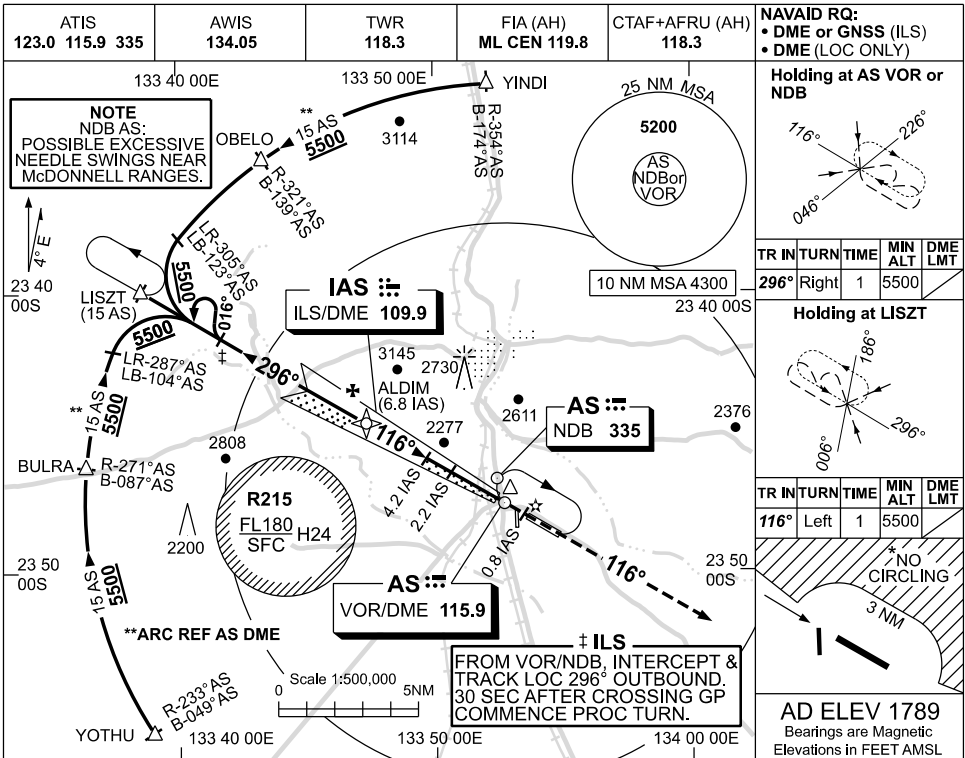 ATIS
123.0 115.9 335
AWIS
134.05
TWR
118.3
FIA (AH)
ML CEN 119.8
CTAF+AFRU (AH)
118.3
NAVAID RQ:
• DME or GNSS (ILS)
• DME (LOC ONLY)
133 40 00E
133 50 00E
YINDI
NOTE
NDB AS:
POSSIBLE EXCESSIVE
NEEDLE SWINGS NEAR
McDONNELL RANGES.
OBELO
**
15 AS
5500
3114
R-354°AS
B-174°AS
25 NM MSA
5200
AS
NDBor
VOR
10 NM MSA 4300
Holding at AS VOR or
NDB
116°
226°
046°
TR IN
TURN
TIME
MIN
ALT
DME
LMT
296°
Right
1
5500
R-321°AS
B-139°AS
4° E
LR-305°AS
LB-123°AS
5500
016°
23 40
00S
LISZT
(15 AS)
5500
‡
IAS
ILS/DME 109.9
23 40
00S
Holding at LISZT
186°
296°
006°
TR IN
TURN
TIME
MIN
ALT
DME
LMT
116°
Left
1
5500
LR-287°AS
LB-104°AS
296°
3145
2730
ALDIM
(6.8 IAS)
2611
2376
**
15 AS
5500
116°
2277
AS
NDB 335
2808
BULRA
R-271°AS
B-087°AS
4.2 IAS
2.2 IAS
R215
FL180
SFC
H24
2200
0.8 IAS
116°
23 50
00S
23 50
00S
15 AS
5500
AS
VOR/DME 115.9
*NO
CIRCLING
3 NM
**ARC REF AS DME
‡ ILS
FROM VOR/NDB, INTERCEPT &
TRACK LOC 296° OUTBOUND.
30 SEC AFTER CROSSING GP
COMMENCE PROC TURN.
Scale 1:500,000
0
5NM
R-233°AS
B-049°AS
YOTHU
133 40 00E
133 50 00E
134 00 00E
AD ELEV 1789
Bearings are Magnetic
Elevations in FEET AMSL